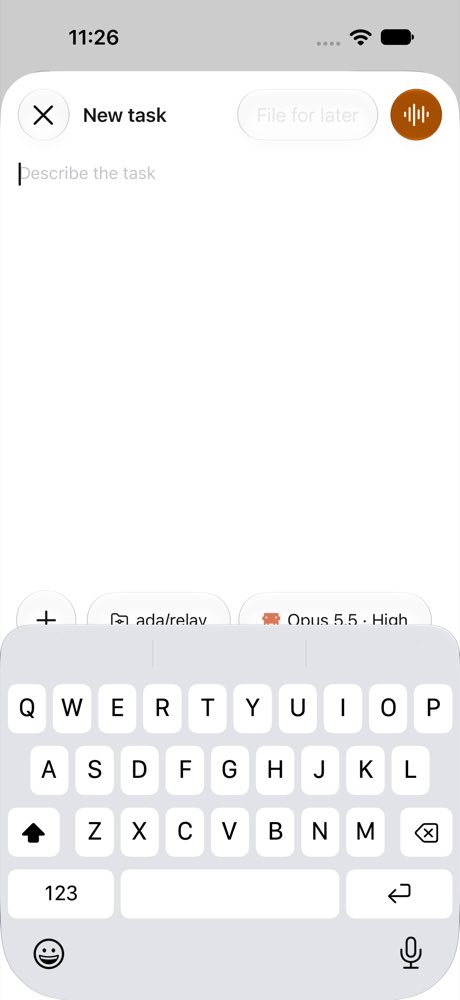 11:26
New task
File for later
Describe the task
ada/relay
Opus 5.5 · High
Q W E R T Y U I O P
A S D F G H J K L
Z X C V B N M
123